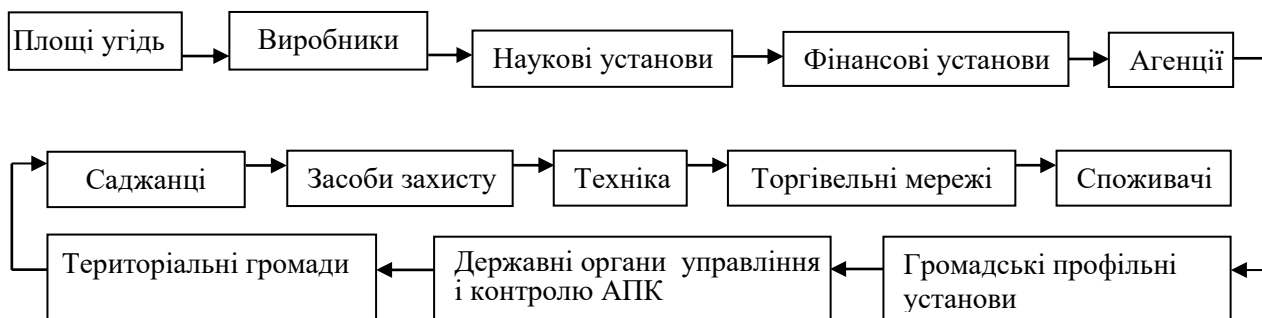 Площі угідь
Виробники
Наукові установи
Фінансові установи
Агенції
Саджанці
Засоби захисту
Техніка
Торгівельні мережі
Споживачі
Територіальні громади
Державні органи управління
і контролю АПК
Громадські профільні
установи